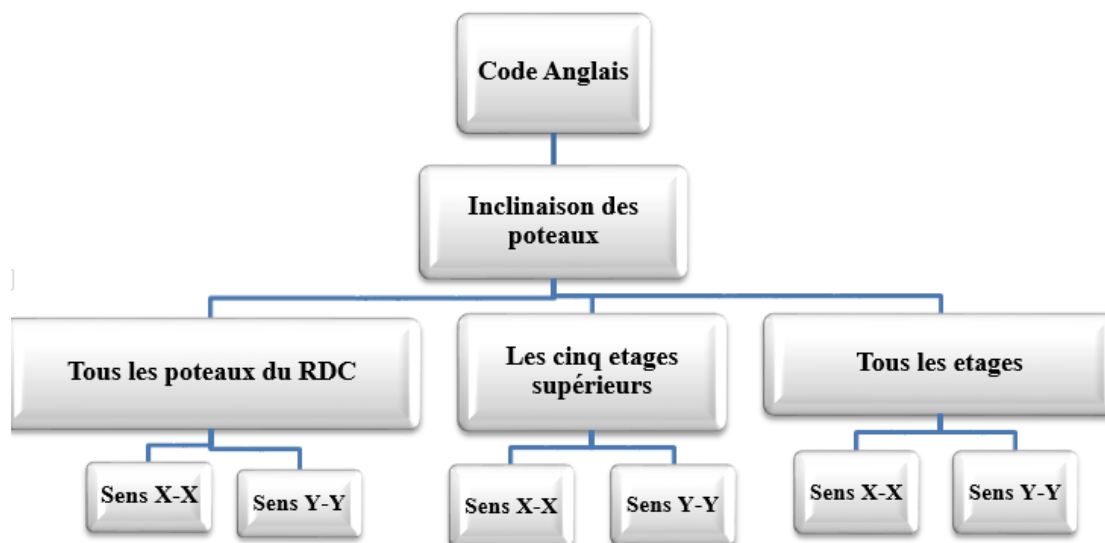 Code Anglais
Inclinaison des
poteaux
Tous les poteaux du RDC
Les cinq etages
supérieurs
Tous les etages
Sens X-X
Sens Y-Y
Sens X-X
Sens Y-Y
Sens X-X
Sens Y-Y